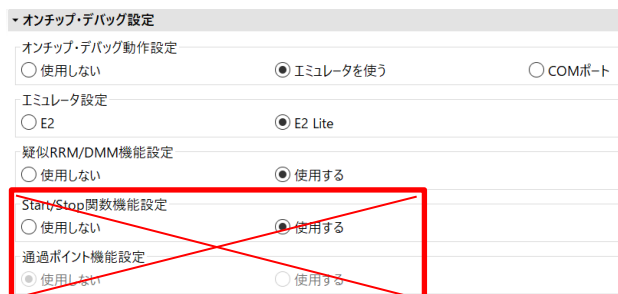 オンチップ・デバッグ設定
オンチップ・デバッグ動作設定
使用しない エミュレータを使う COMポート
エミュレータ設定
E2 E2 Lite
疑似RRM/DMM機能設定
使用しない 使用する
Start/Stop関数機能設定
使用しない 使用する
通過ポイント機能設定
使用しない 使用する